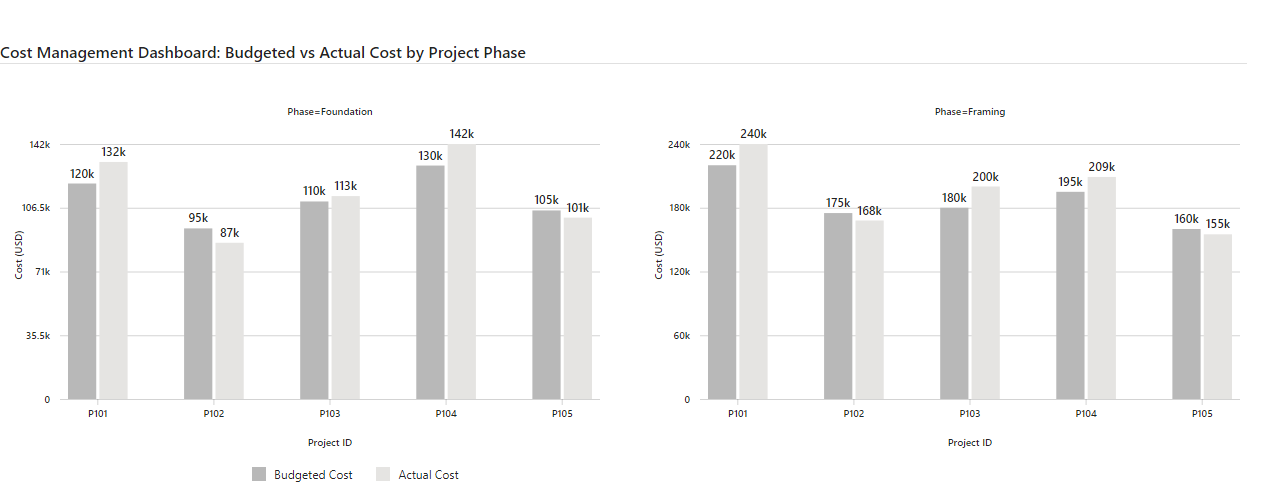 Cost Management Dashboard: Budgeted vs Actual Cost by Project Phase
Phase=Foundation
142k
106.5k
71k
35.5k
0
Cost (USD)
120k
132k
95k
87k
110k
113k
130k
142k
105k
101k
P101
P102
P103
P104
P105
Project ID
Phase=Framing
240k
180k
120k
60k
0
Cost (USD)
220k
240k
175k
168k
180k
200k
195k
209k
160k
155k
P101
P102
P103
P104
P105
Project ID
Budgeted Cost
Actual Cost